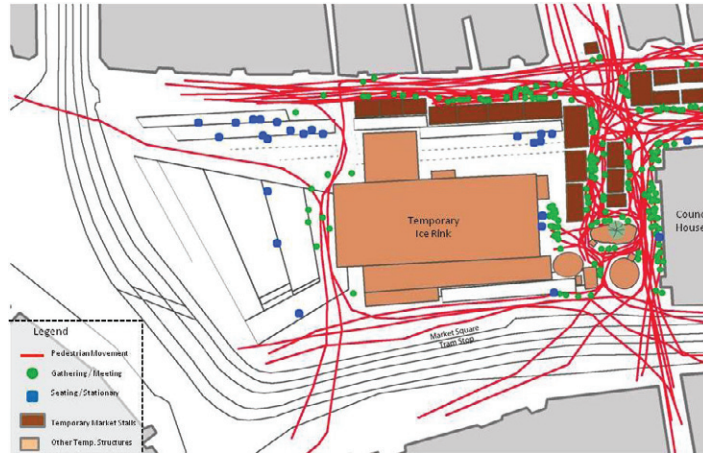 Temporary
Ice Rink
Counc
House
Market Square
Tram Stop
Legend
Pedestrian Movement
Gathering / Meeting
Seating / Stationary
Temporary Market Stalls
Other Temp. Structures